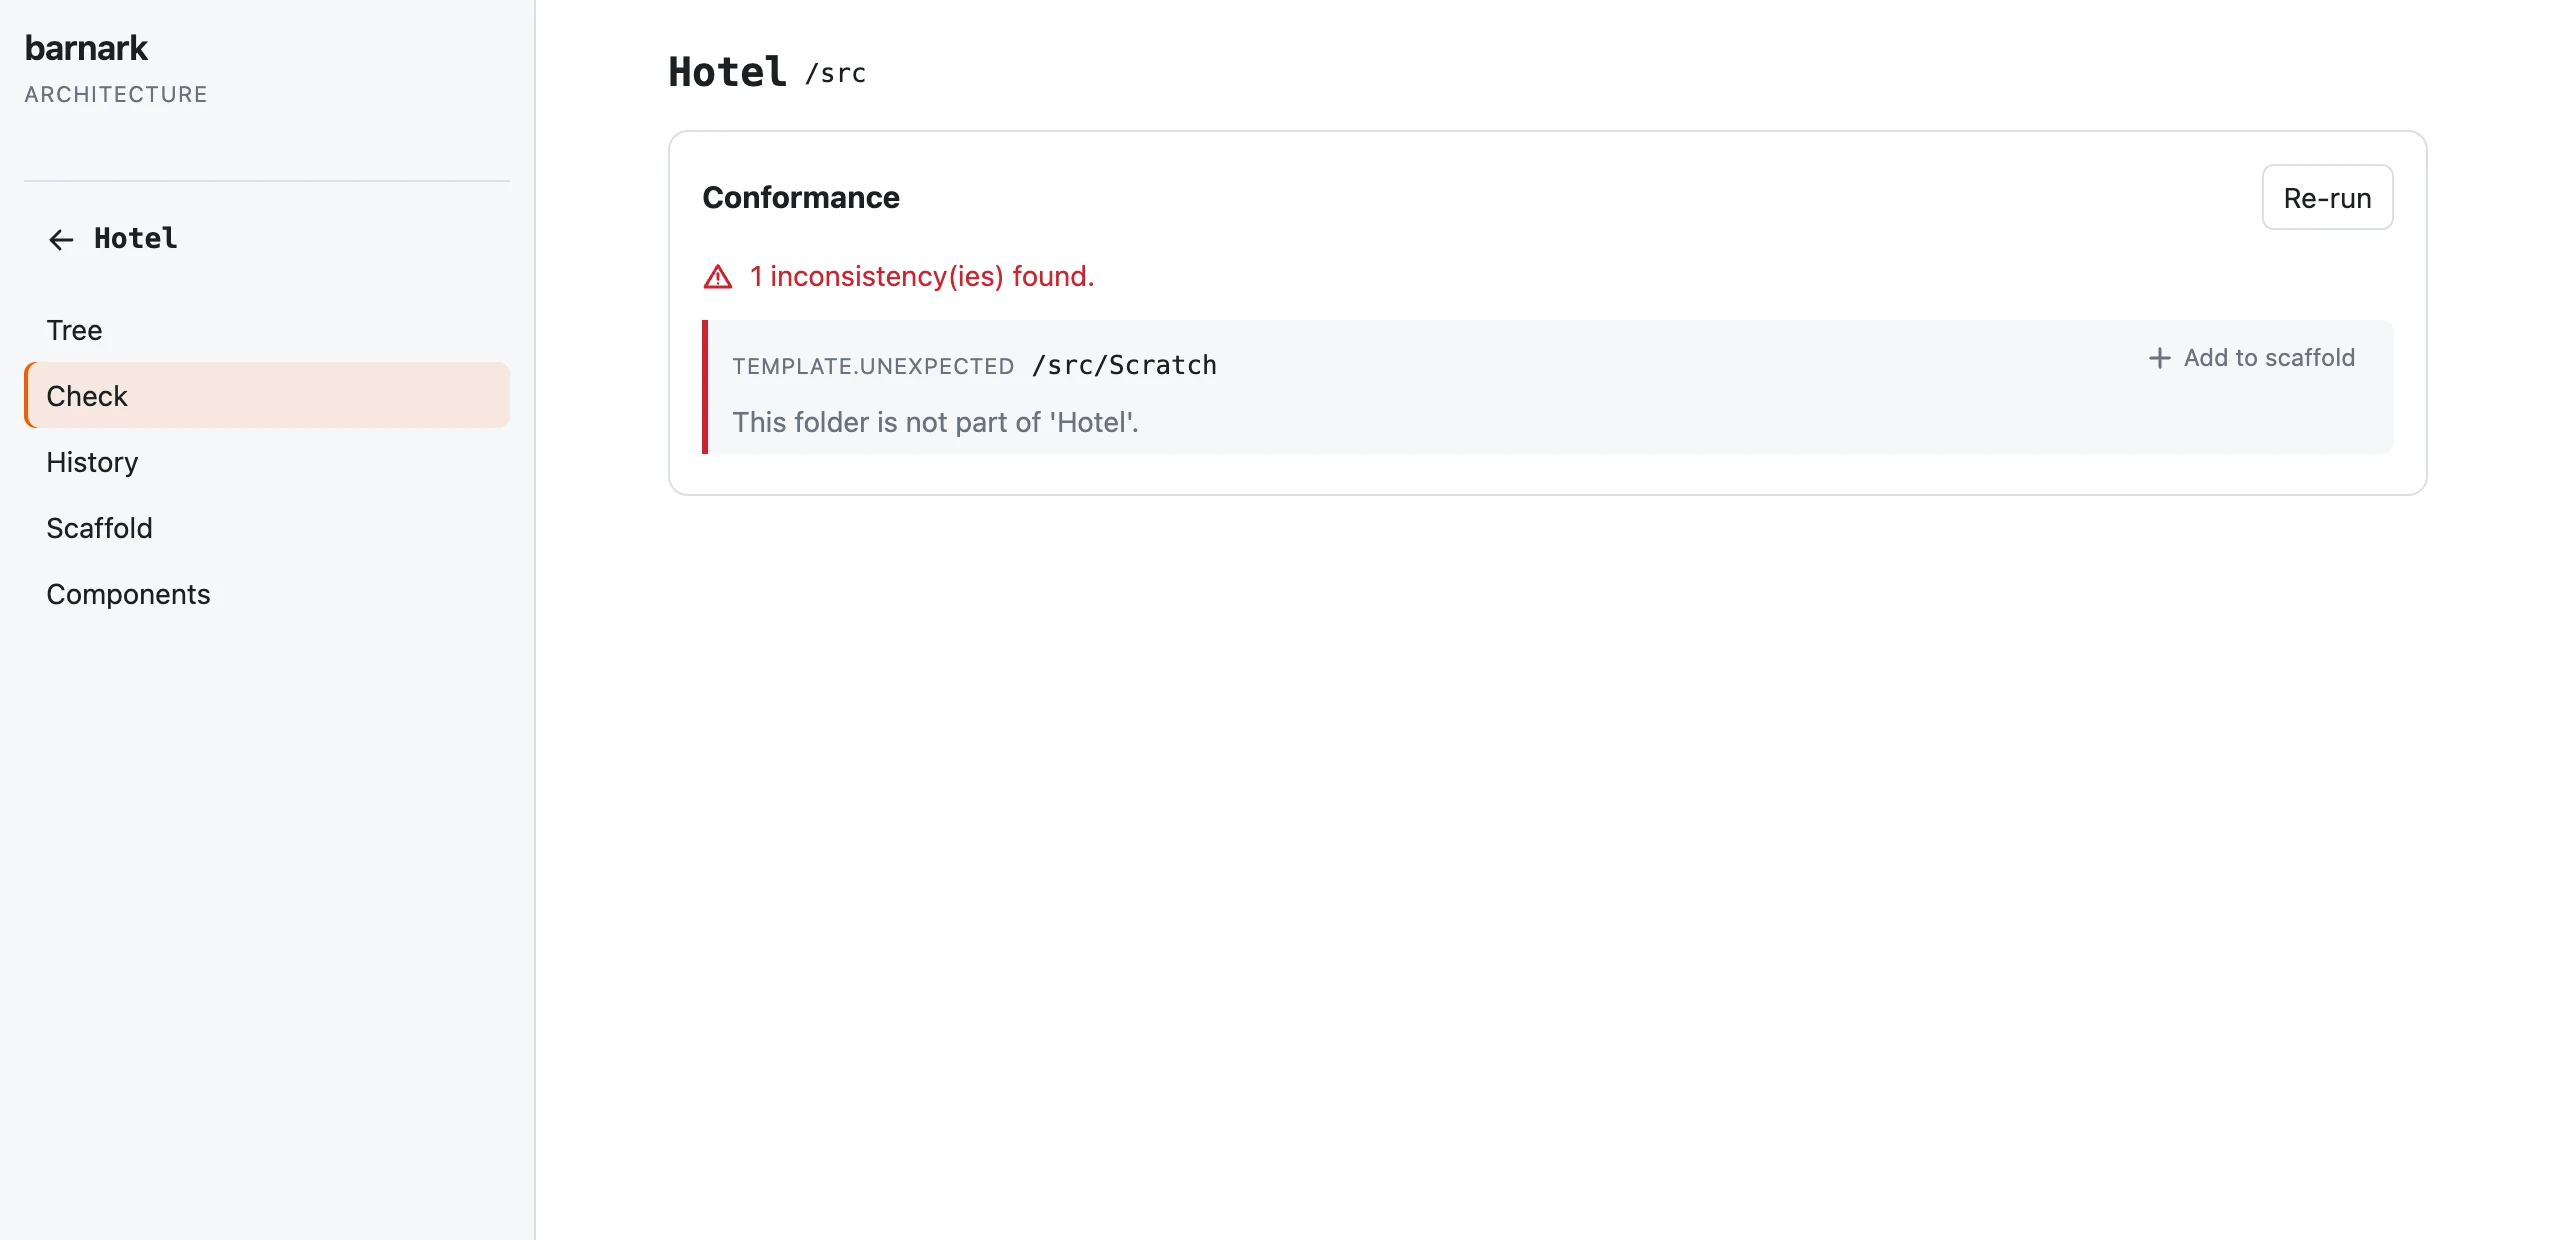 barnark
ARCHITECTURE
Hotel
Tree
Check
History
Scaffold
Components
Hotel /src
Conformance
Re-run
1 inconsistency(ies) found.
TEMPLATE.UNEXPECTED /src/Scratch
Add to scaffold
This folder is not part of 'Hotel'.